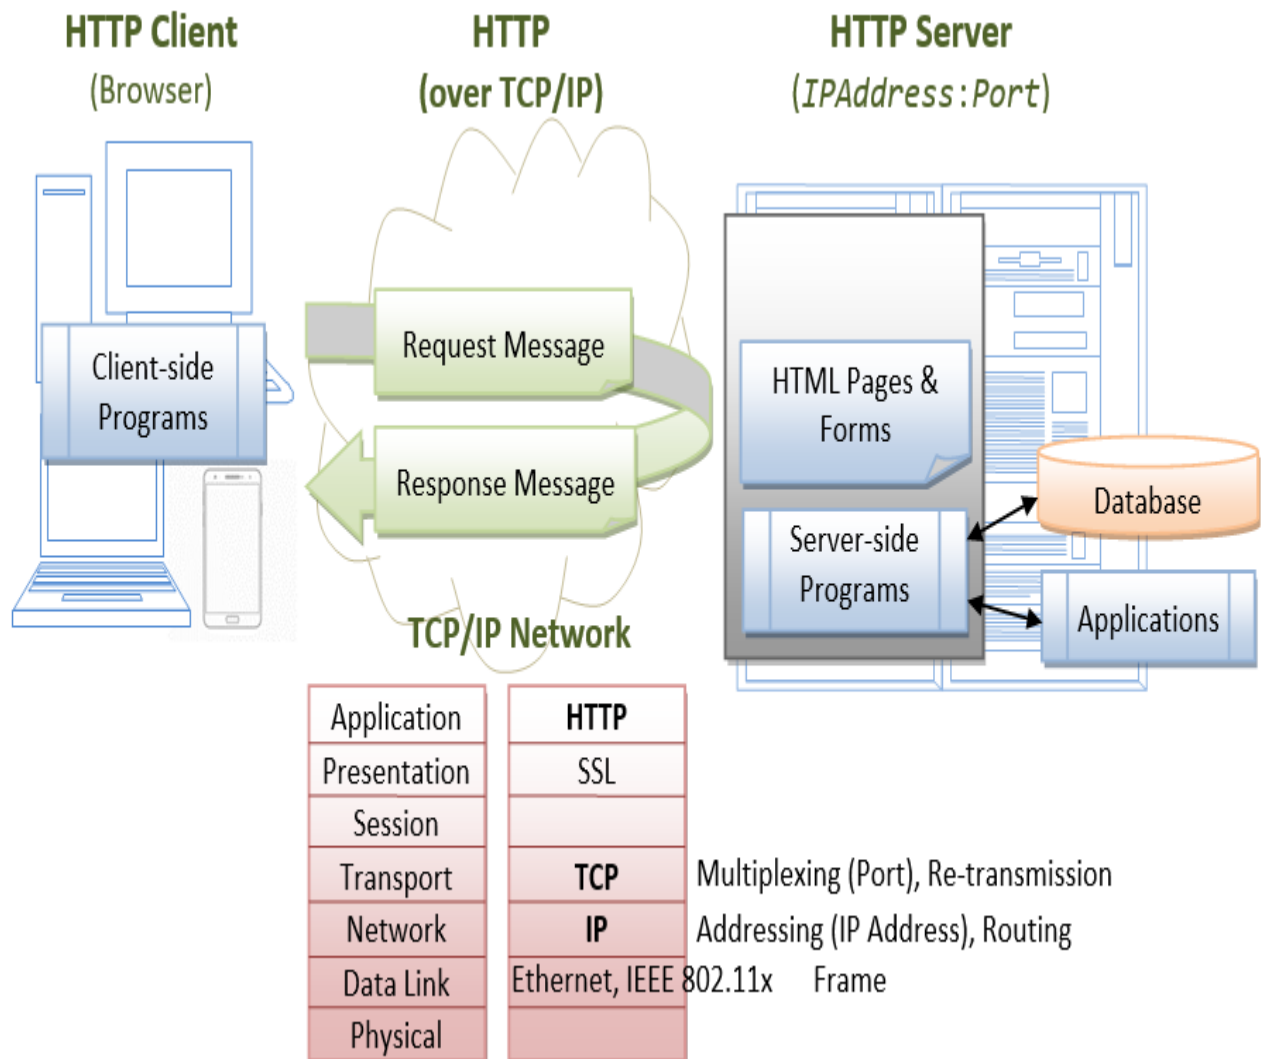 HTTP Client
(Browser)
HTTP
(over TCP/IP)
HTTP Server
(IPAddress:Port)
Client-side
Programs
Request Message
Response Message
HTML Pages &
Forms
Server-side
Programs
Database
Applications
TCP/IP Network
Application HTTP
Presentation SSL
Session
Transport TCP Multiplexing (Port), Re-transmission
Network IP Addressing (IP Address), Routing
Data Link Ethernet, IEEE 802.11x Frame
Physical